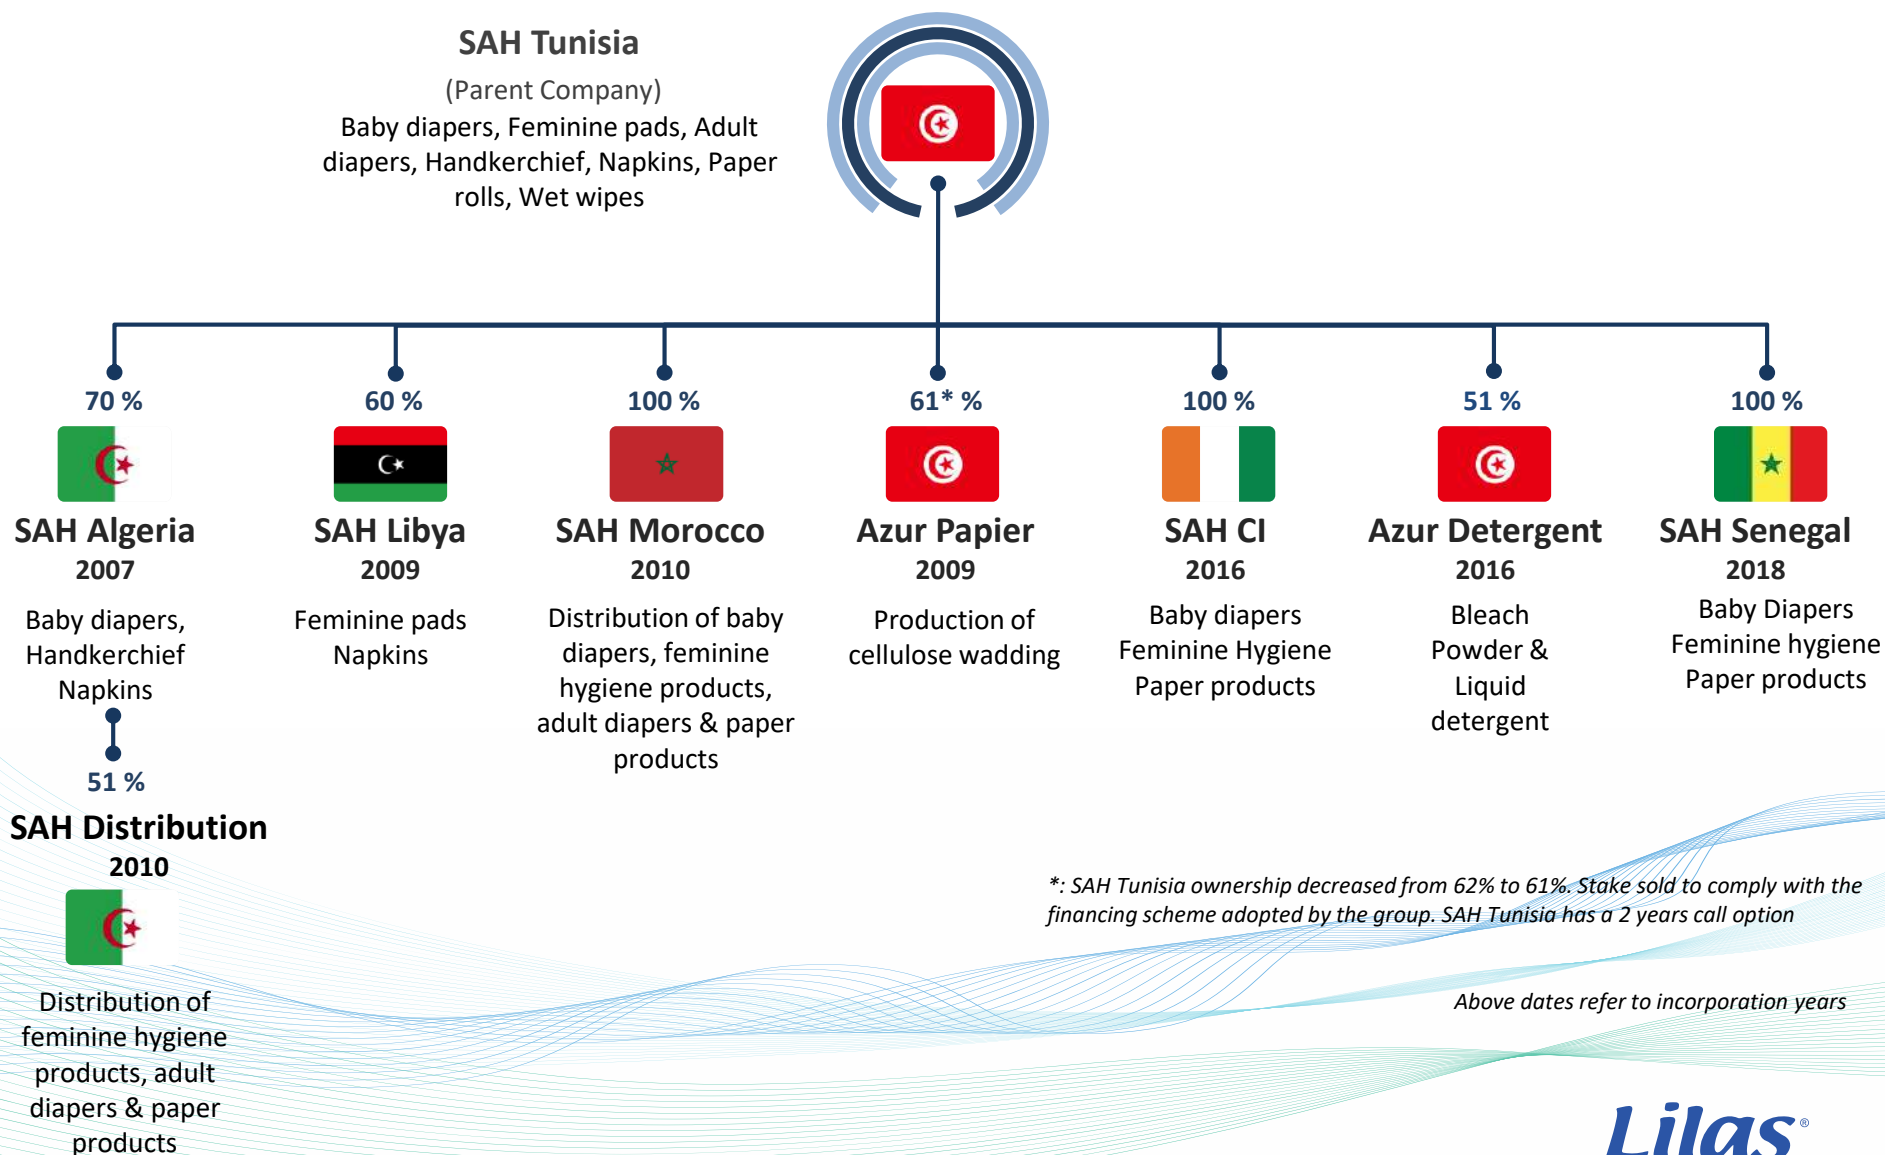 SAH Tunisia
(Parent Company)
Baby diapers, Feminine pads, Adult
diapers, Handkerchief, Napkins, Paper
rolls, Wet wipes
70 %
SAH Algeria
2007
Baby diapers,
Handkerchief
Napkins
51 %
SAH Distribution
2010
Distribution of
feminine hygiene
products, adult
diapers & paper
products
60 %
SAH Libya
2009
Feminine pads
Napkins
100 %
SAH Morocco
2010
Distribution of baby
diapers, feminine
hygiene products,
adult diapers & paper
products
61* %
Azur Papier
2009
Production of
cellulose wadding
100 %
SAH CI
2016
Baby diapers
Feminine Hygiene
Paper products
51 %
Azur Detergent
2016
Bleach
Powder &
Liquid
detergent
100 %
SAH Senegal
2018
Baby Diapers
Feminine hygiene
Paper products
*: SAH Tunisia ownership decreased from 62% to 61%. Stake sold to comply with the
financing scheme adopted by the group. SAH Tunisia has a 2 years call option
Above dates refer to incorporation years
Lilas®